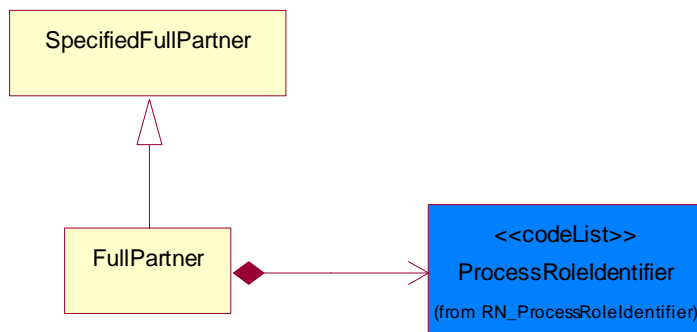 SpecifiedFullPartner
FullPartner
<<codeList>>
ProcessRoleIdentifier
(from RN_ProcessRoleIdentifier)